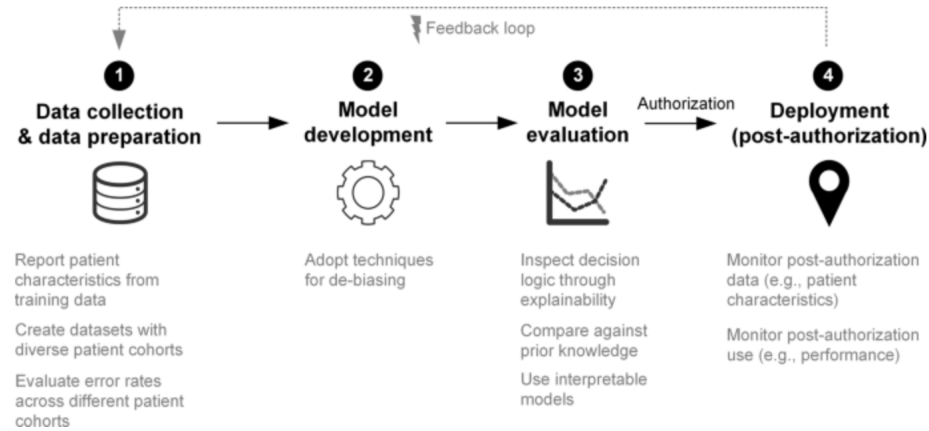 Feedback loop
1
Data collection
& data preparation
2
Model
development
3
Model
evaluation
Authorization
4
Deployment
(post-authorization)
Report patient
characteristics from
training data
Create datasets with
diverse patient cohorts
Evaluate error rates
across different patient
cohorts
Adopt techniques
for de-biasing
Inspect decision
logic through
explainability
Compare against
prior knowledge
Use interpretable
models
Monitor post-authorization
data (e.g., patient
characteristics)
Monitor post-authorization
use (e.g., performance)